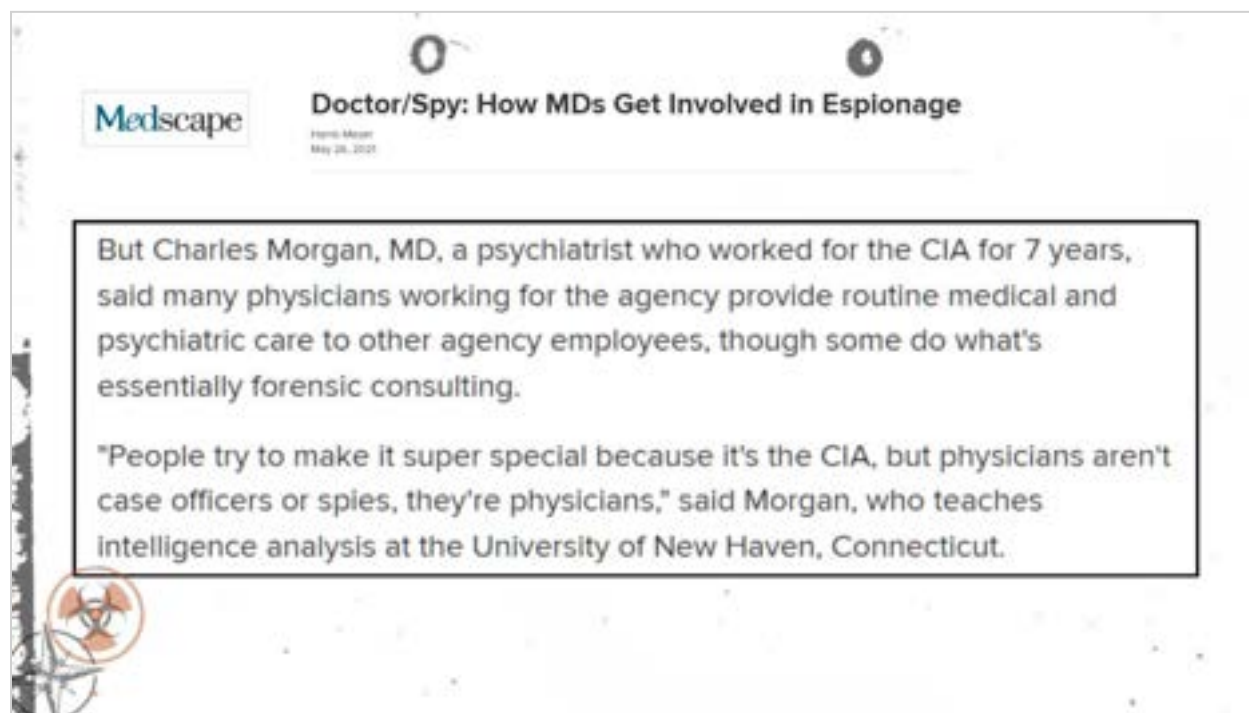 Medscape
Doctor/Spy: How MDs Get Involved in Espionage
May 26, 2021
But Charles Morgan, MD, a psychiatrist who worked for the CIA for 7 years,
said many physicians working for the agency provide routine medical and
psychiatric care to other agency employees, though some do what's
essentially forensic consulting.
"People try to make it super special because it's the CIA, but physicians aren't
case officers or spies, they're physicians," said Morgan, who teaches
intelligence analysis at the University of New Haven, Connecticut.